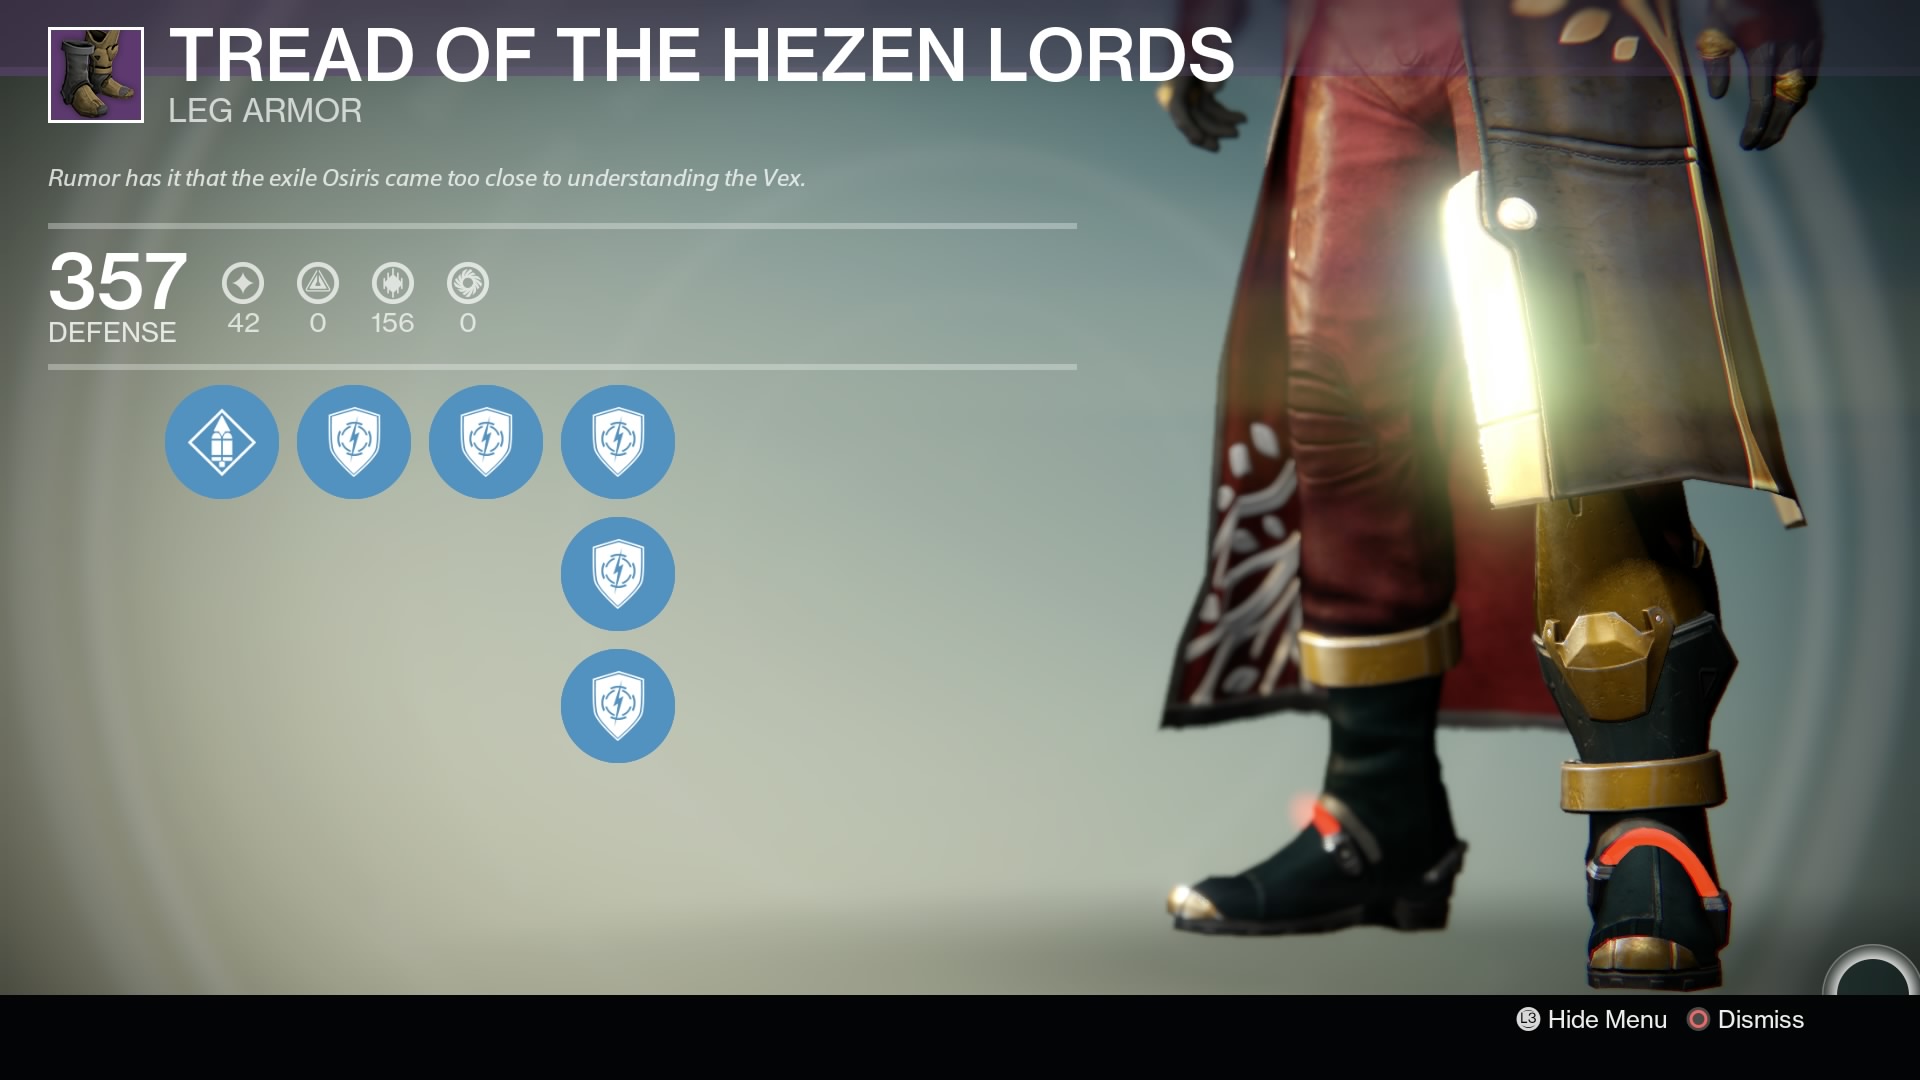 TREAD OF THE HEZEN LORDS
LEG ARMOR
Rumor has it that the exile Osiris came too close to understanding the Vex.
357
DEFENSE
42 0 156 0
L3 Hide Menu Dismiss